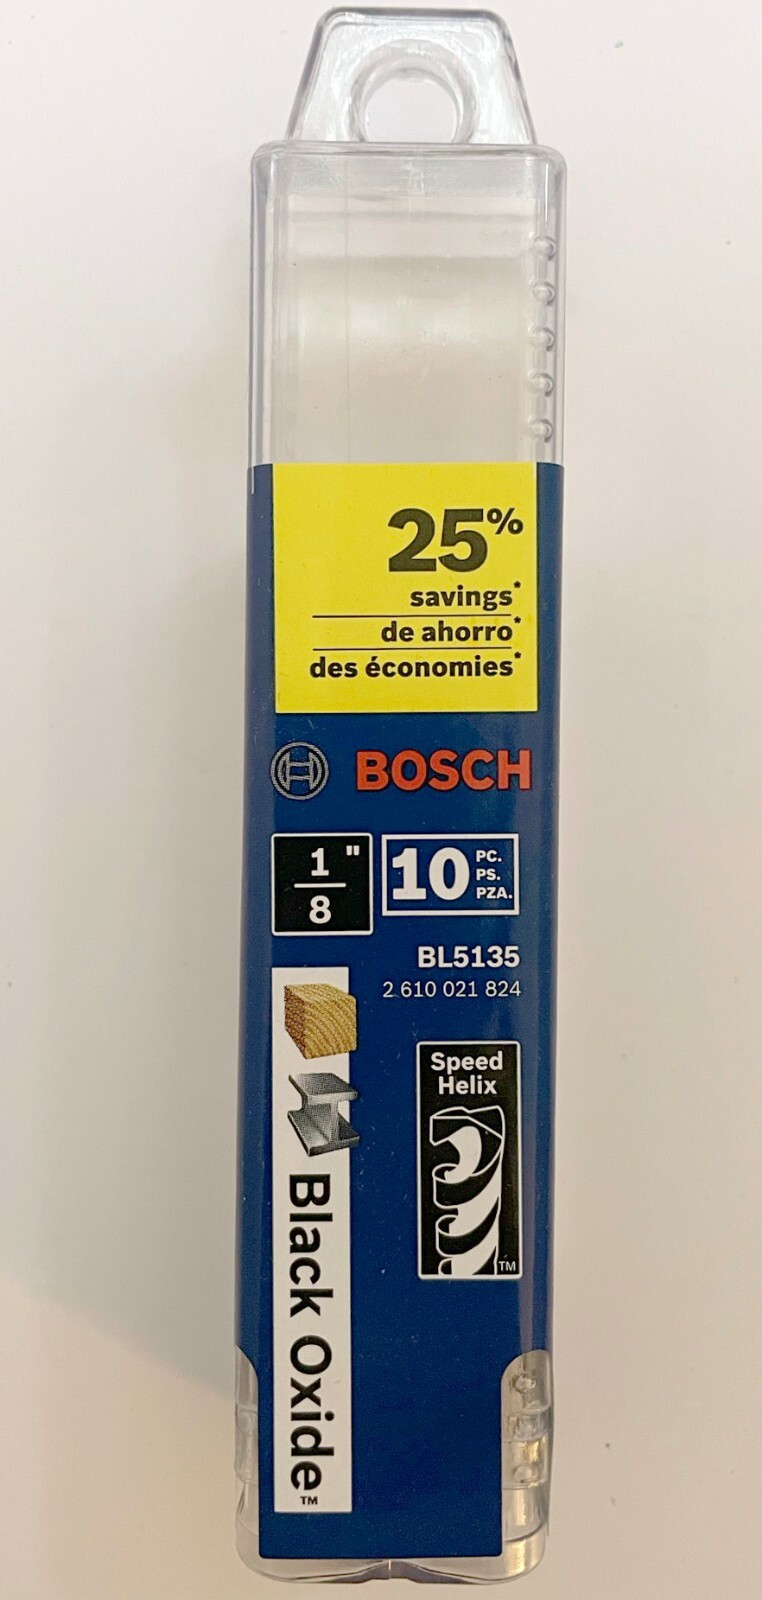 25%
savings*
de ahorro*
des économies*
BOSCH
1/8"
10 PC.
PS.
PZA.
BL5135
2 610 021 824
Speed
Helix
TM
Black Oxide™